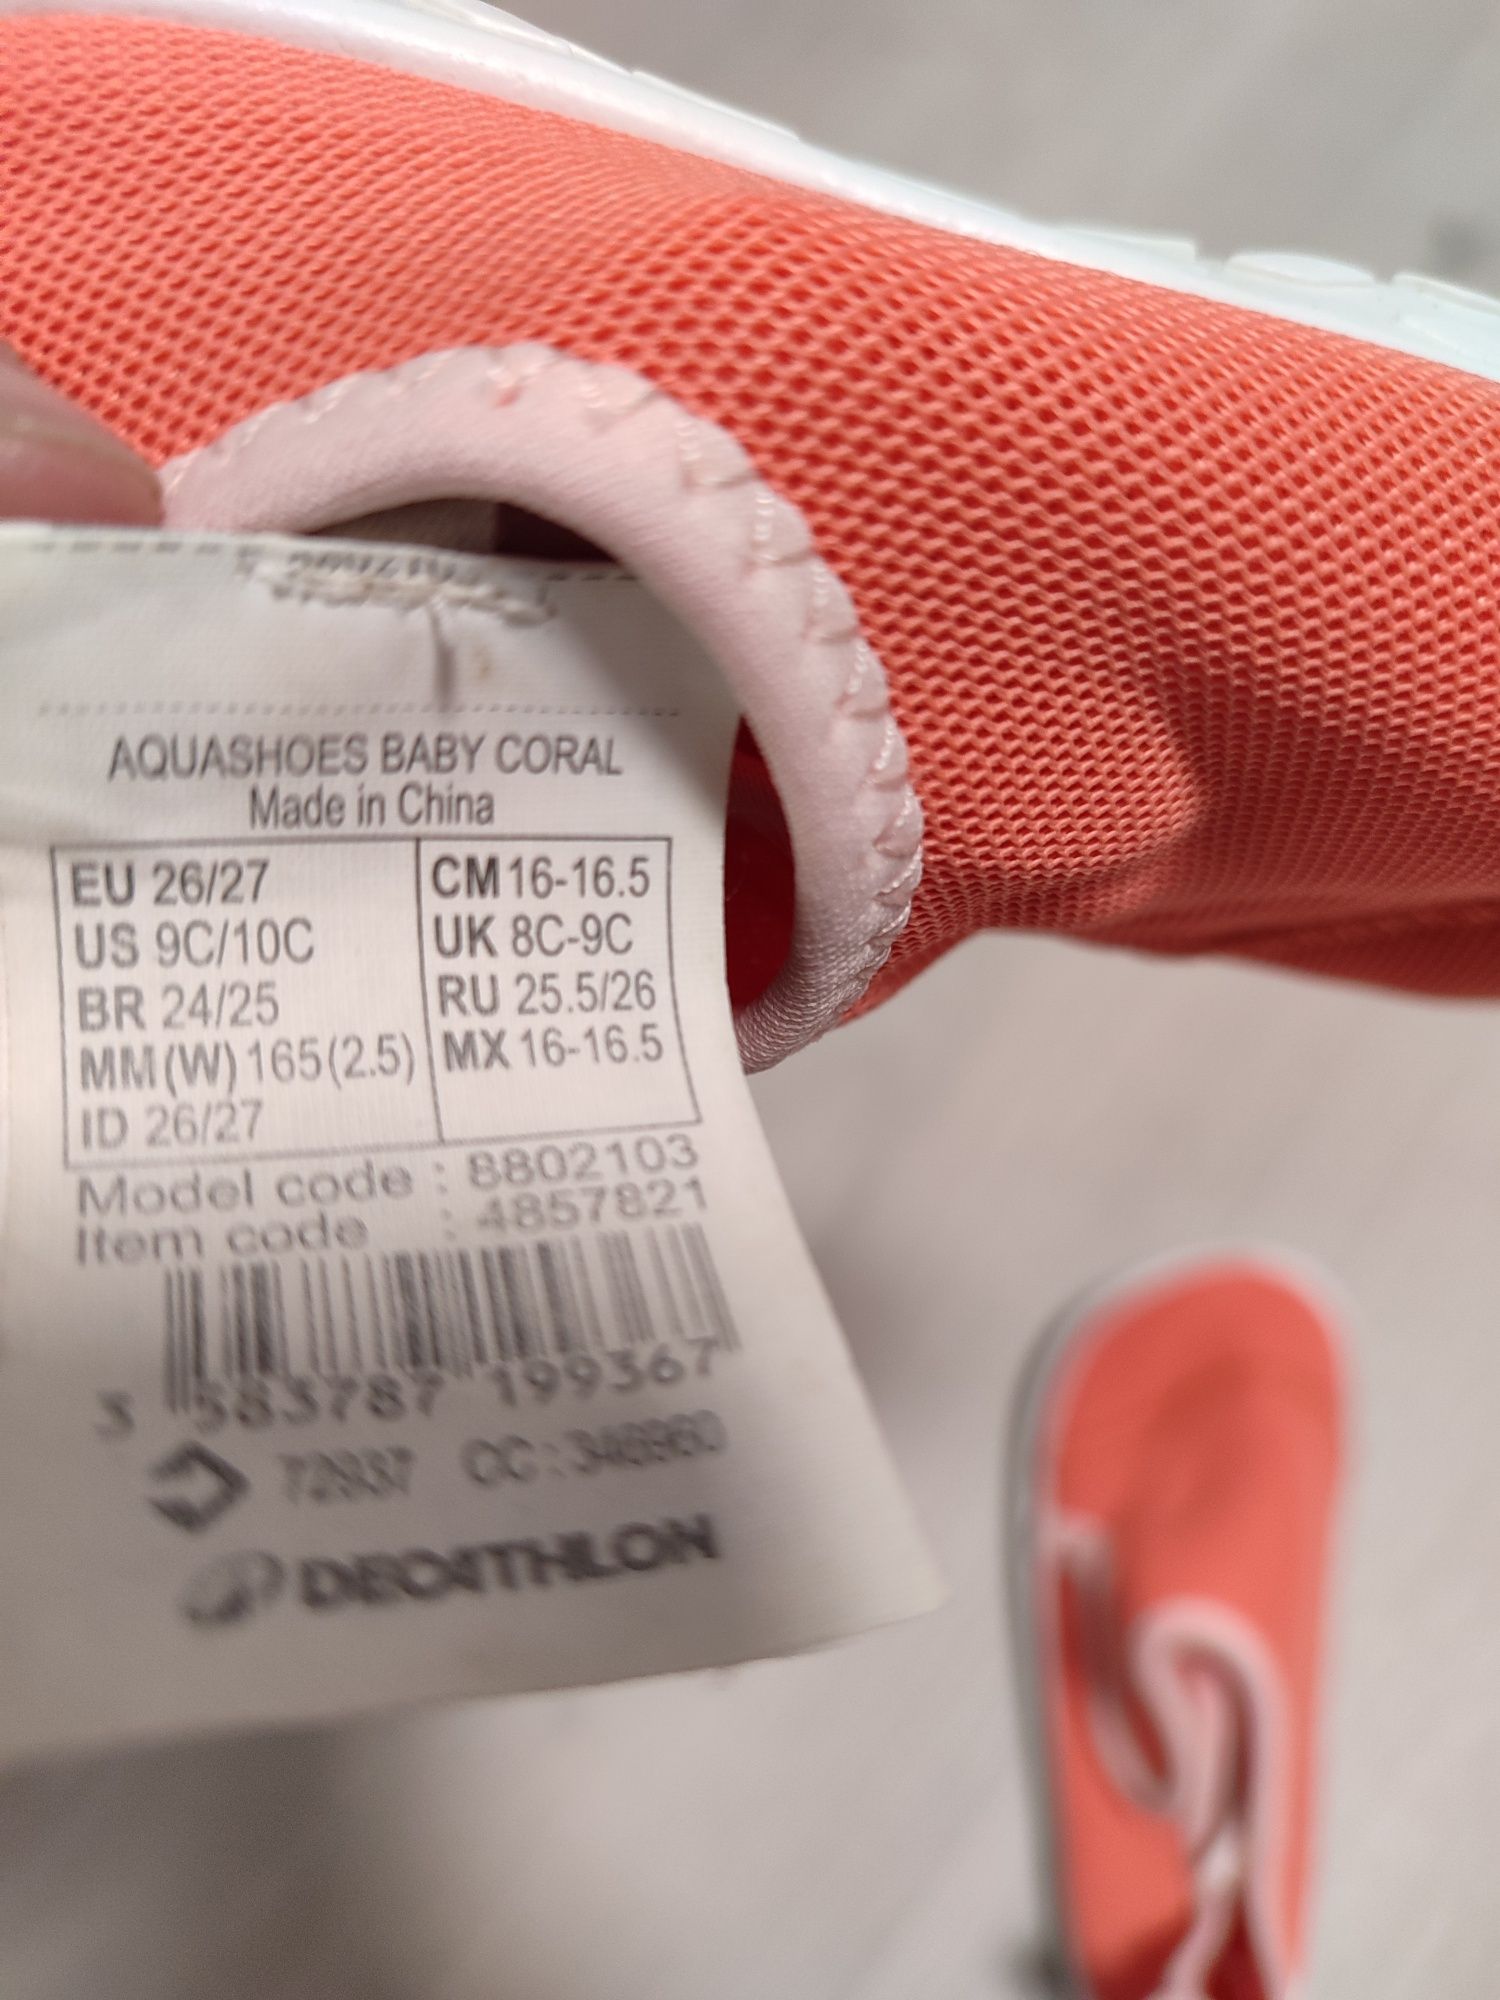 AQUASHOES BABY CORAL
Made in China
EU 26/27
US 9C/10C
BR 24/25
MM(W) 165(2.5)
ID 26/27
CM 16-16.5
UK 8C-9C
RU 25.5/26
MX 16-16.5
Model code : 8802103
Item code : 4857821
3 583787 199367
CC:
DECATHLON